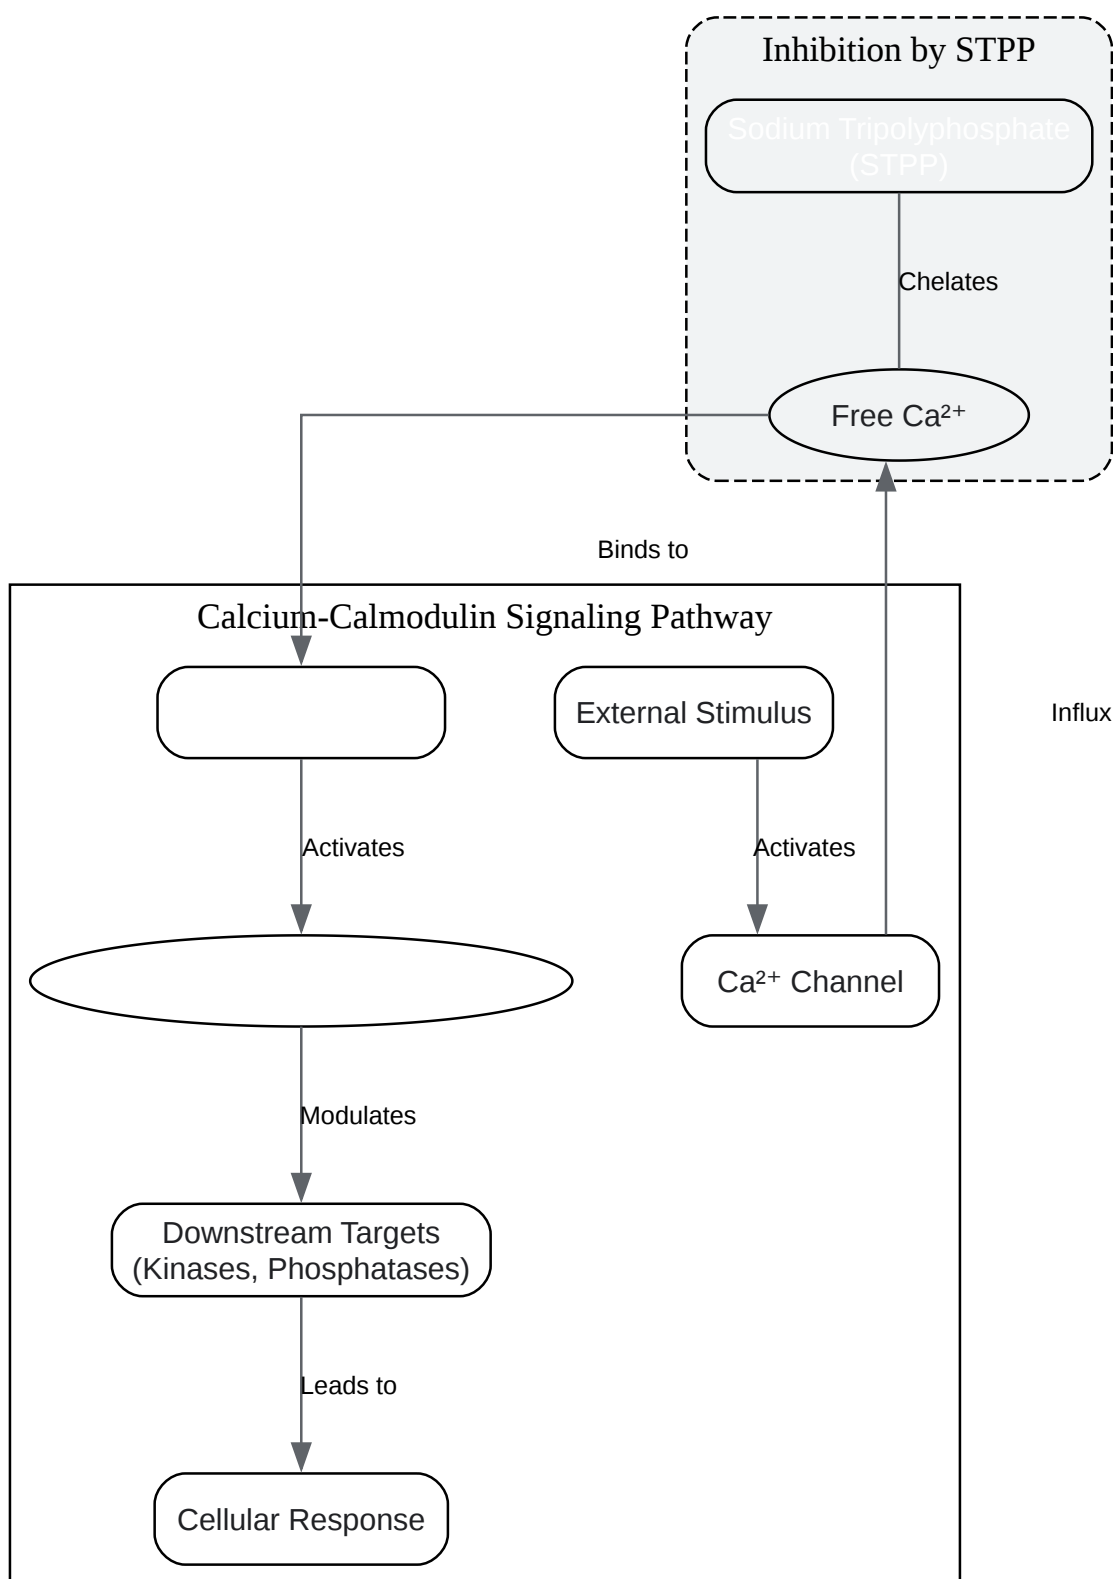 Inhibition by STPP
Sodium Tripolyphosphate
(STPP)
Chelates
Free Ca²⁺
Binds to
Calcium-Calmodulin Signaling Pathway
External Stimulus
Influx
Activates
Activates
Ca²⁺ Channel
Modulates
Downstream Targets
(Kinases, Phosphatases)
Leads to
Cellular Response